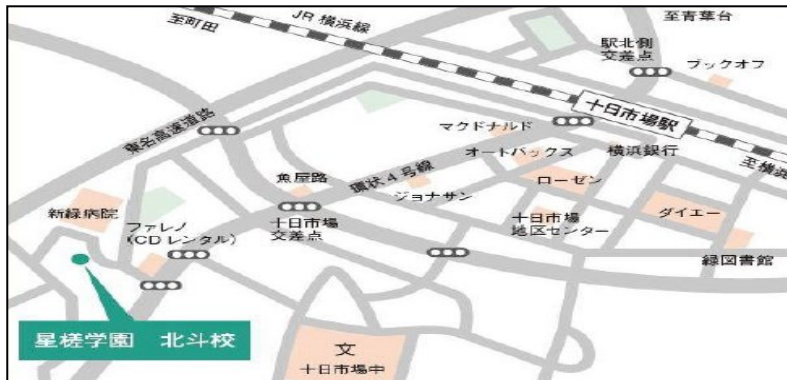 至町田
JR 横浜線
至青葉台
駅北側
交差点
ブックオフ
東名高速道路
マクドナルド
十日市場駅
オートバックス
横浜銀行
至横浜
魚屋路
環状4号線
ジョナサン
ローゼン
新緑病院
ファレノ
(CDレンタル)
十日市場
交差点
十日市場
地区センター
ダイエー
緑図書館
星槎学園 北斗校
文
十日市場中